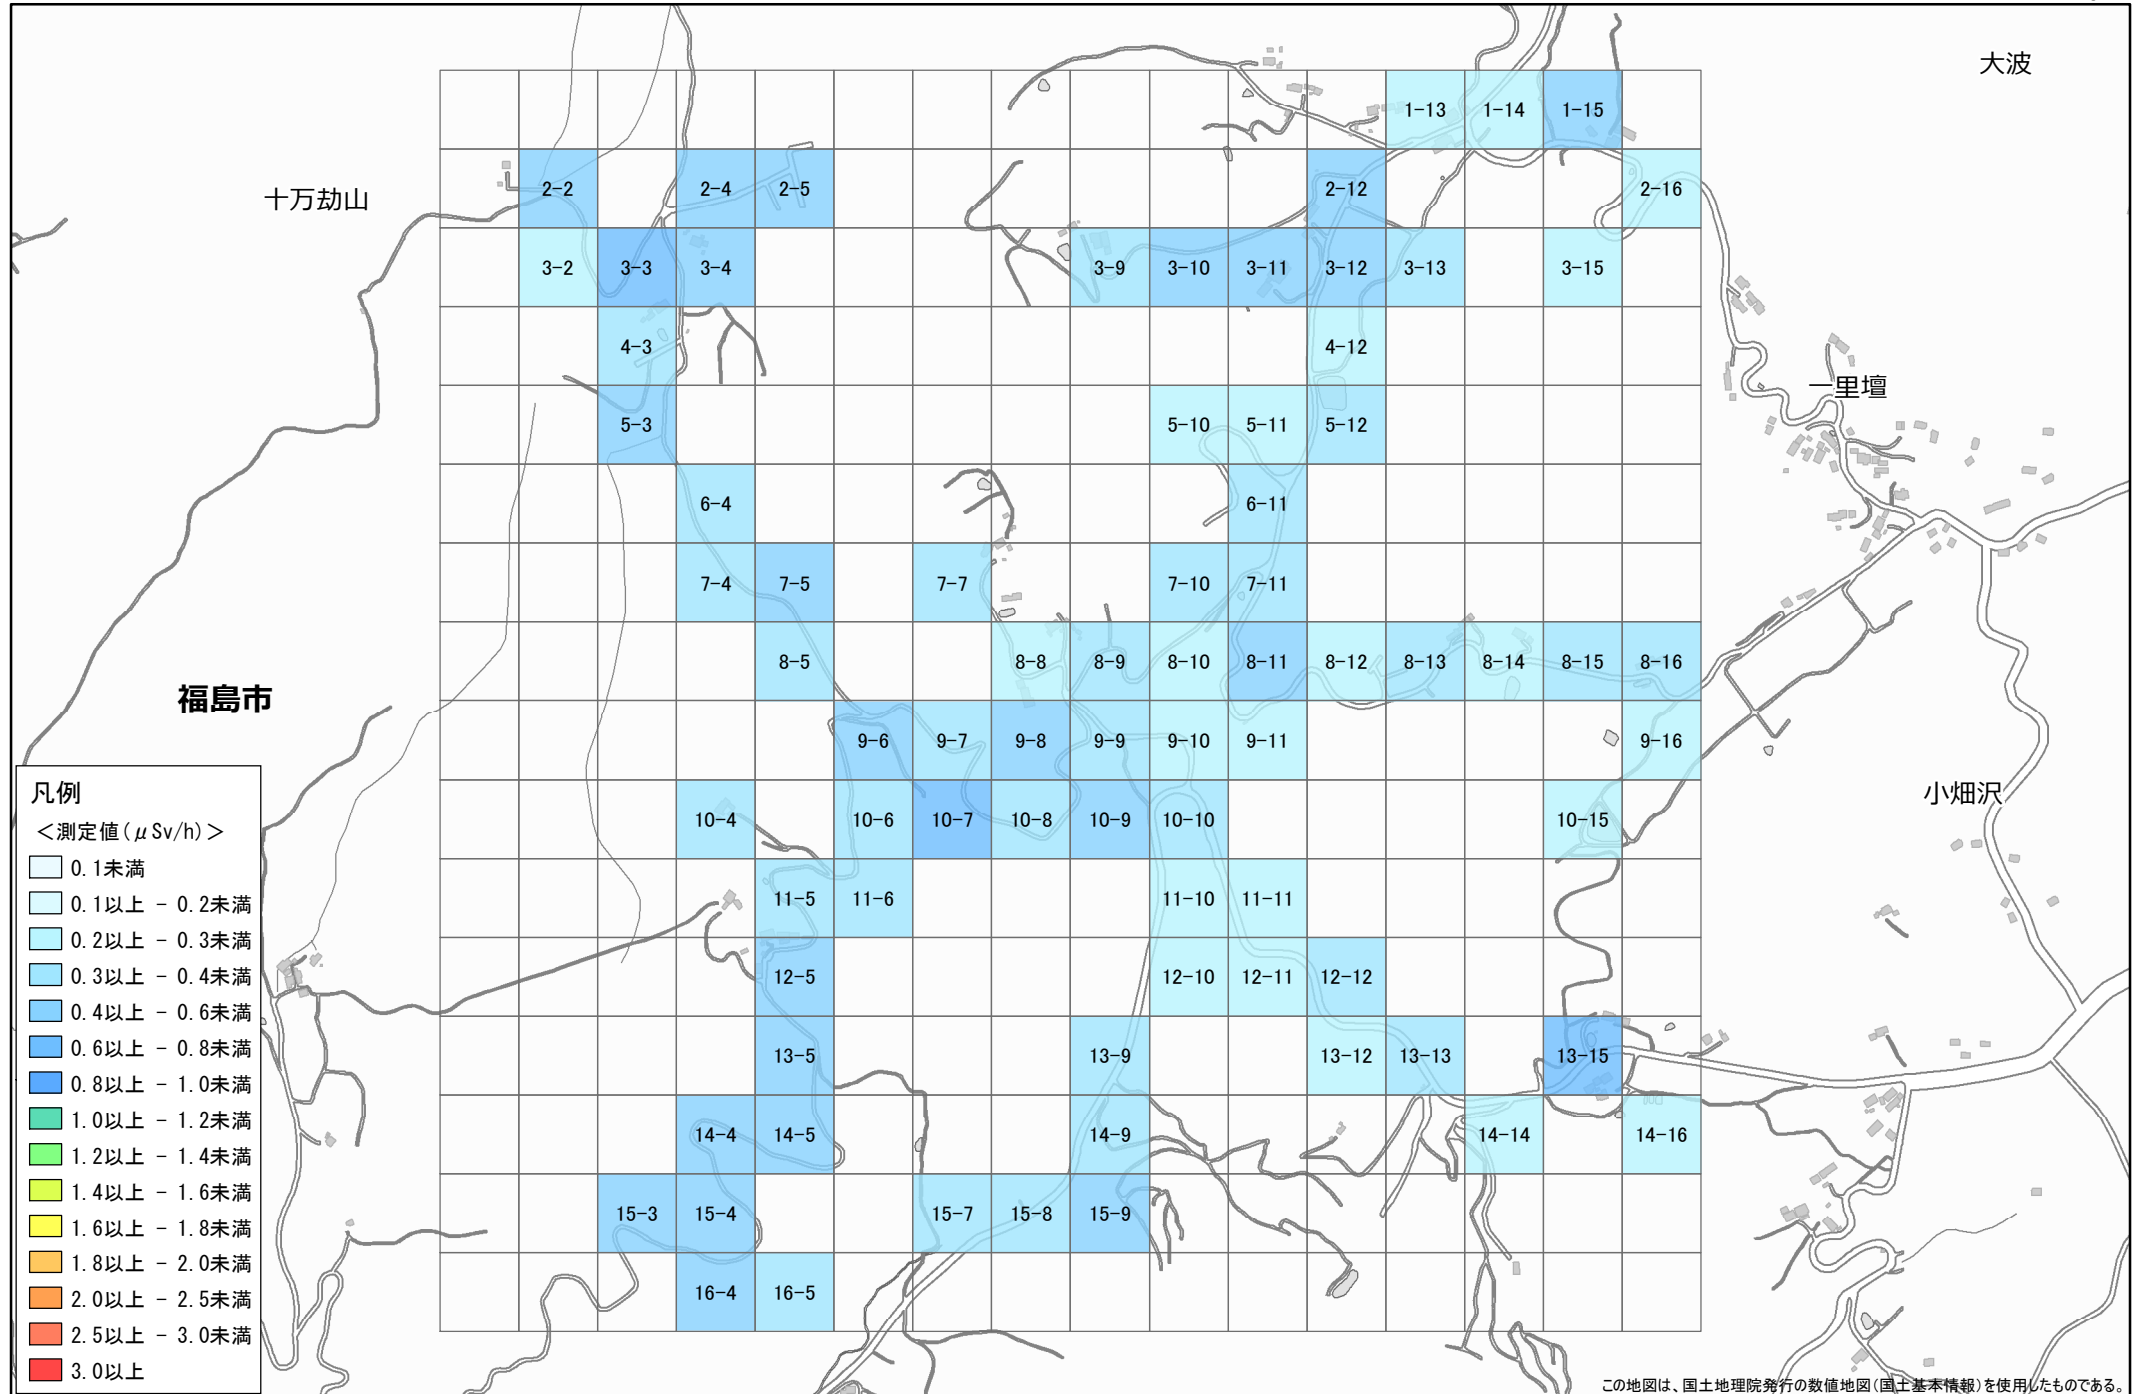 大波
1-13 1-14 1-15
十万劫山
2-2 2-4 2-5 2-12 2-16
3-2 3-3 3-4 3-9 3-10 3-11 3-12 3-13 3-15
4-3 4-12
一里壇
5-3 5-10 5-11 5-12
6-4 6-11
7-4 7-5 7-7 7-10 7-11
8-5 8-8 8-9 8-10 8-11 8-12 8-13 8-14 8-15 8-16
福島市
9-6 9-7 9-8 9-9 9-10 9-11 9-16
小畑沢
10-4 10-6 10-7 10-8 10-9 10-10 10-15
11-5 11-6 11-10 11-11
12-5 12-10 12-11 12-12
13-5 13-9 13-12 13-13 13-15
14-4 14-5 14-9 14-14 14-16
15-3 15-4 15-7 15-8 15-9
16-4 16-5
凡例
＜測定値(μSv/h)＞
0.1未満
0.1以上 - 0.2未満
0.2以上 - 0.3未満
0.3以上 - 0.4未満
0.4以上 - 0.6未満
0.6以上 - 0.8未満
0.8以上 - 1.0未満
1.0以上 - 1.2未満
1.2以上 - 1.4未満
1.4以上 - 1.6未満
1.6以上 - 1.8未満
1.8以上 - 2.0未満
2.0以上 - 2.5未満
2.5以上 - 3.0未満
3.0以上
この地図は、国土地理院発行の数値地図(国土基本情報)を使用したものである。